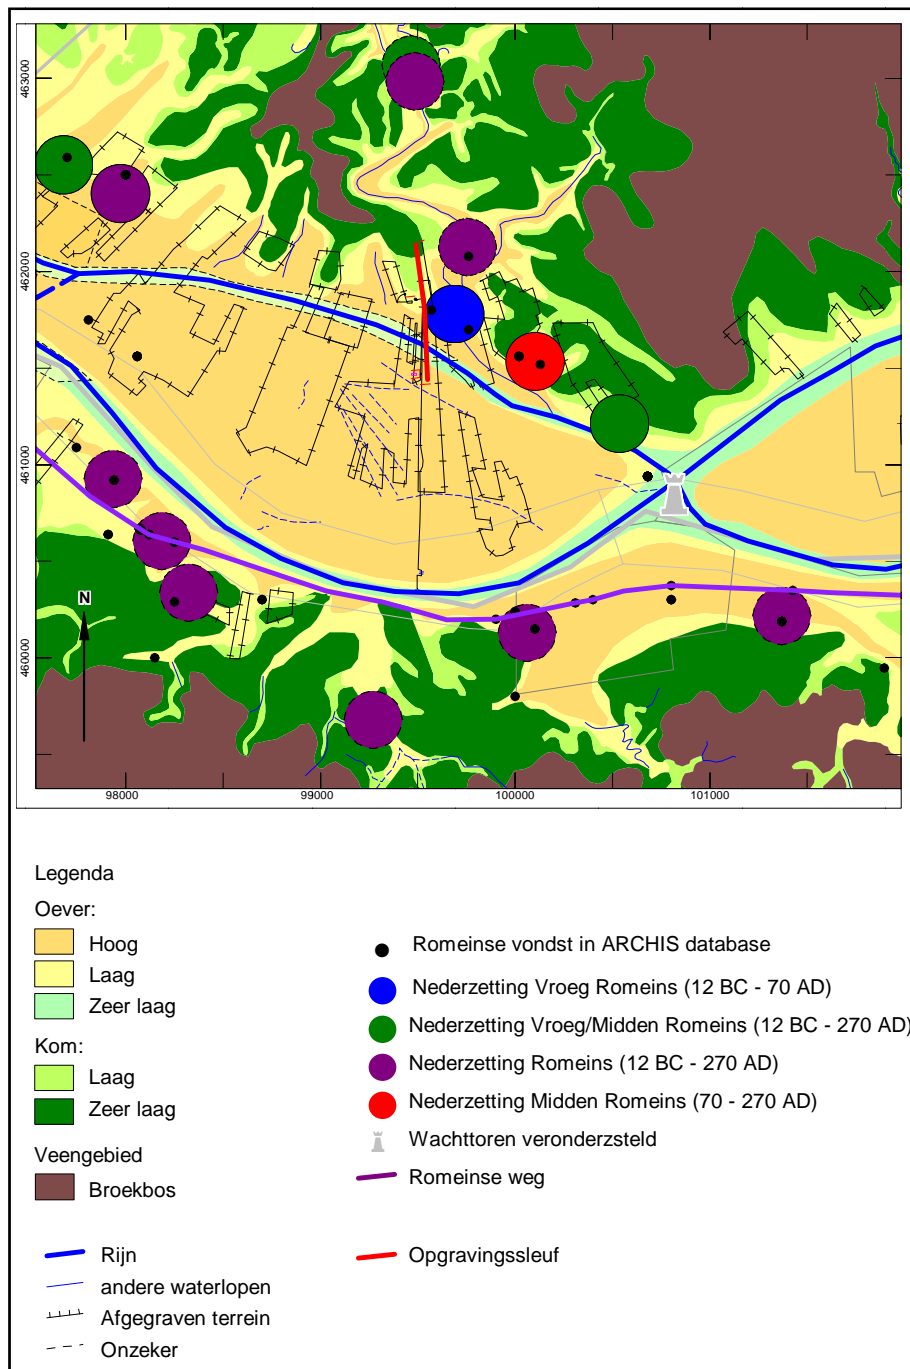 463000
462000
461000
460000
N
98000
99000
100000
101000
Legenda
Oever:
Hoog
Laag
Zeer laag
Kom:
Laag
Zeer laag
Veengebied
Broekbos
Rijn
andere waterlopen
Afgegraven terrein
Onzeker
Romeinse vondst in ARCHIS database
Nederzetting Vroeg Romeins (12 BC - 70 AD)
Nederzetting Vroeg/Midden Romeins (12 BC - 270 AD)
Nederzetting Romeins (12 BC - 270 AD)
Nederzetting Midden Romeins (70 - 270 AD)
Wachttoren veronderzsteld
Romeinse weg
Opgravingssleuf